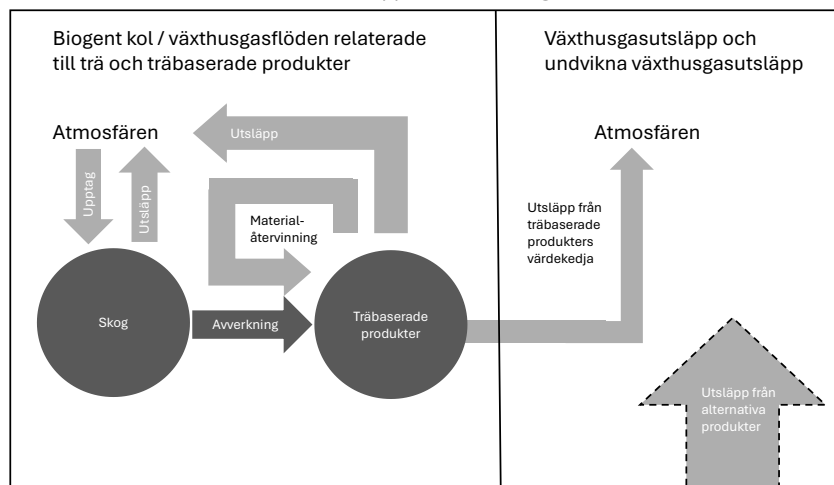 Biogent kol / växthusgasflöden relaterade
till trä och träbaserade produkter
Atmosfären
Utsläpp
Upptag
Utsläpp
Material-
återvinning
Skog
Avverkning
Träbaserade
produkter
Växthusgasutsläpp och
undvikna växthusgasutsläpp
Atmosfären
Utsläpp från
träbaserade
produkters
värdekedja
Utsläpp från
alternativa
produkter